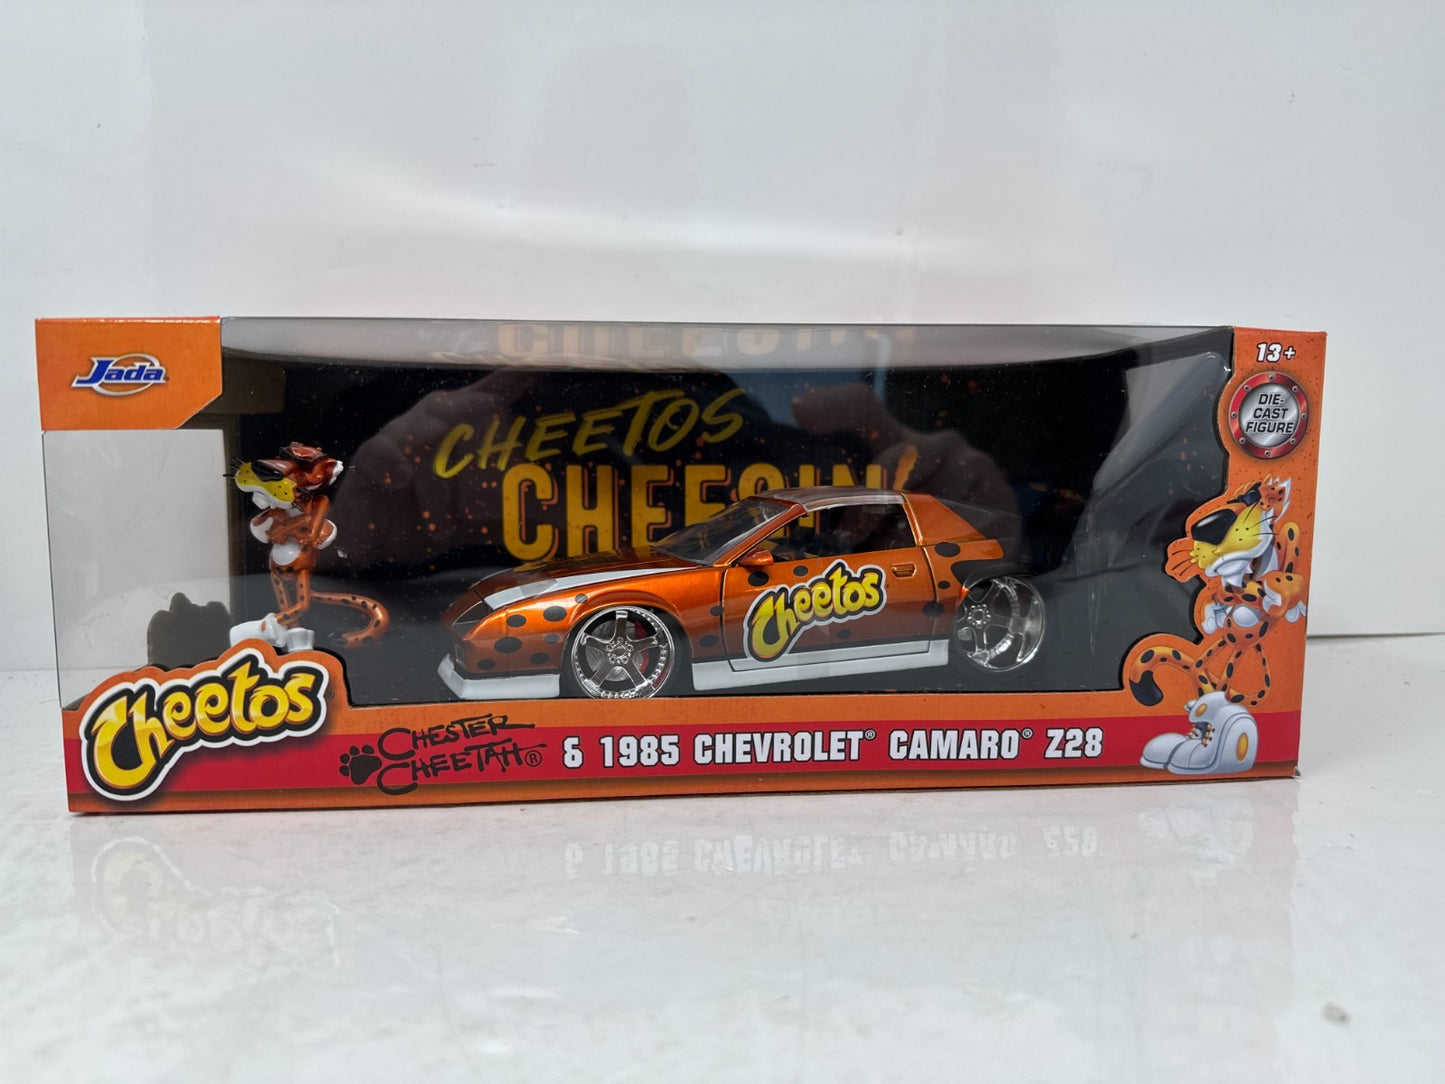 Jada
13+
DIE-
CAST
FIGURE
CHEETOS
CHEESIN'
Cheetos
Cheetos
CHESTER
CHEETAH®
& 1985 CHEVROLET® CAMARO® Z28